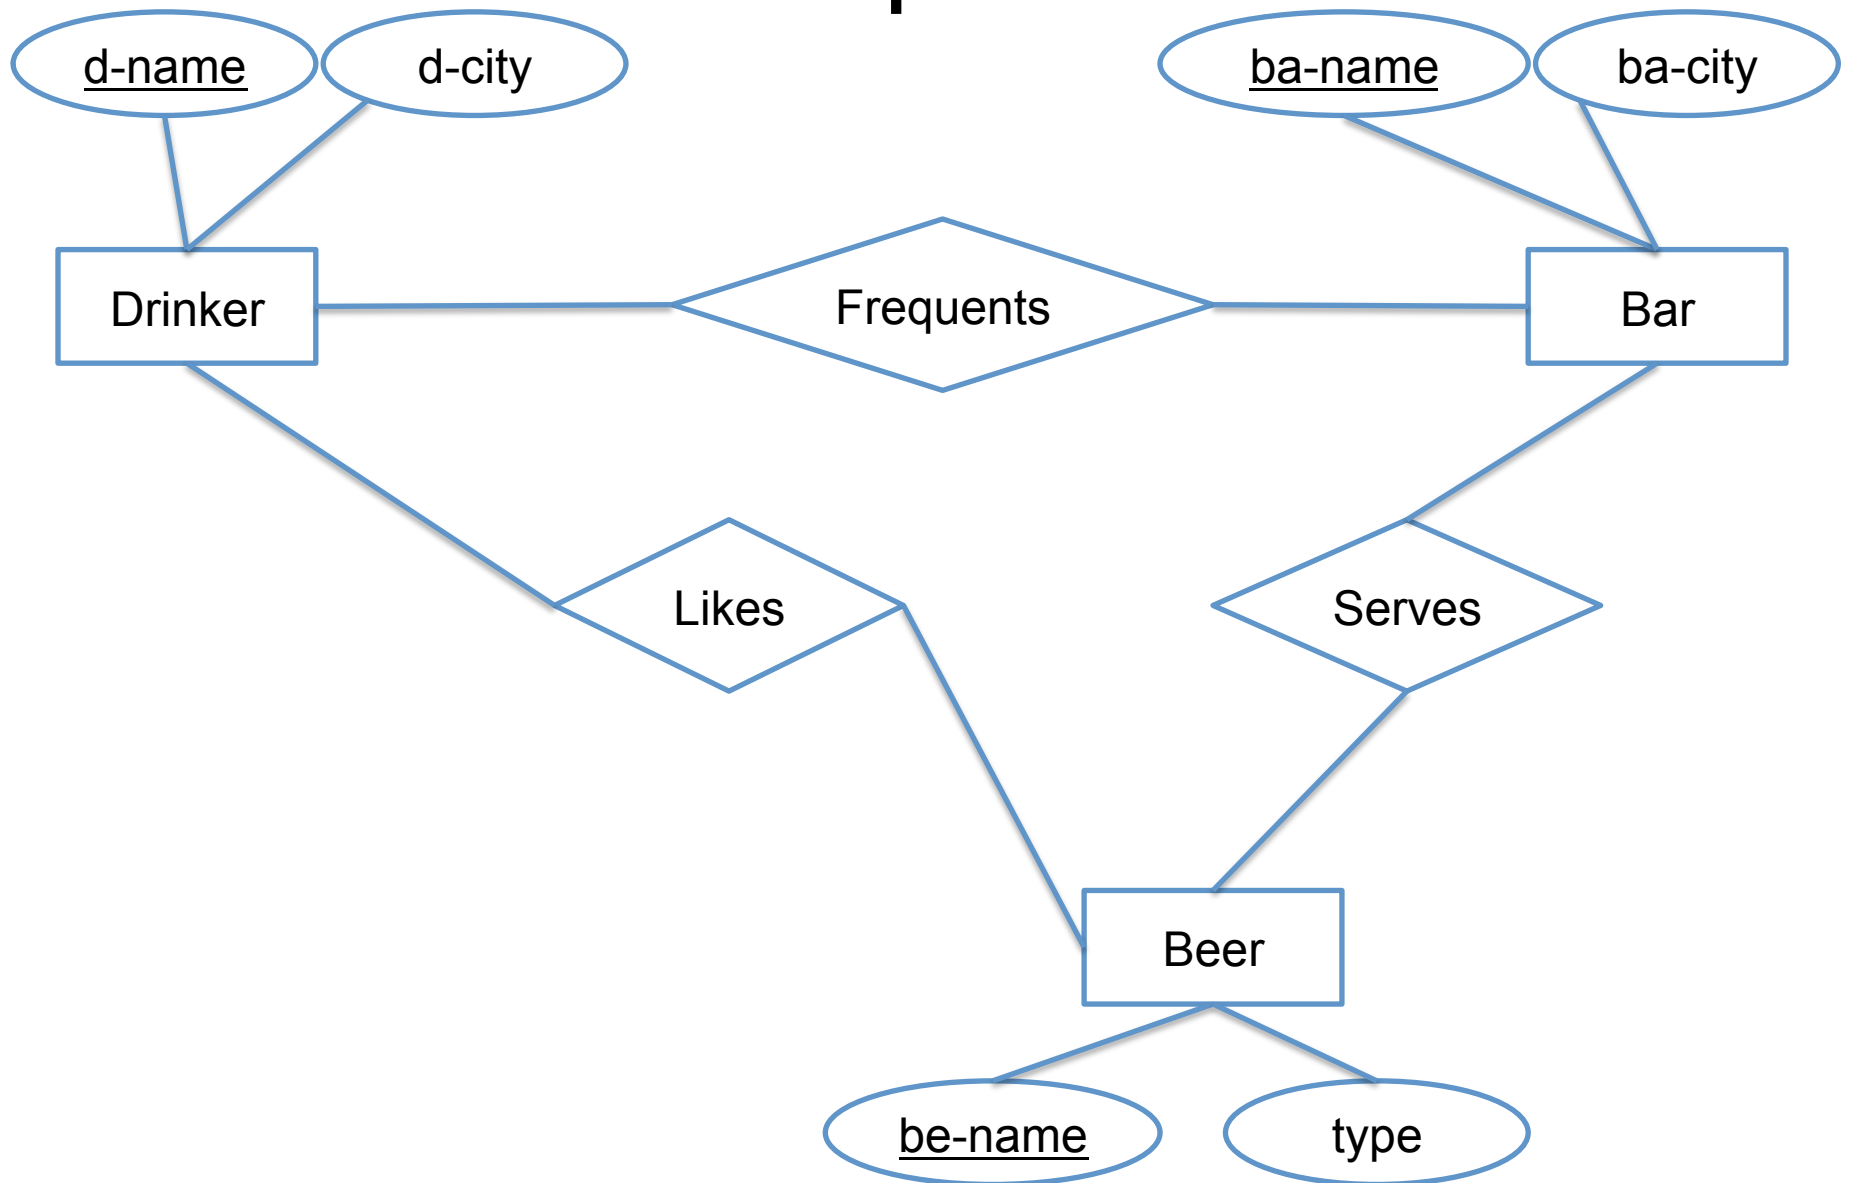 d-name
d-city
ba-name
ba-city
Drinker
Frequents
Bar
Likes
Serves
Beer
be-name
type